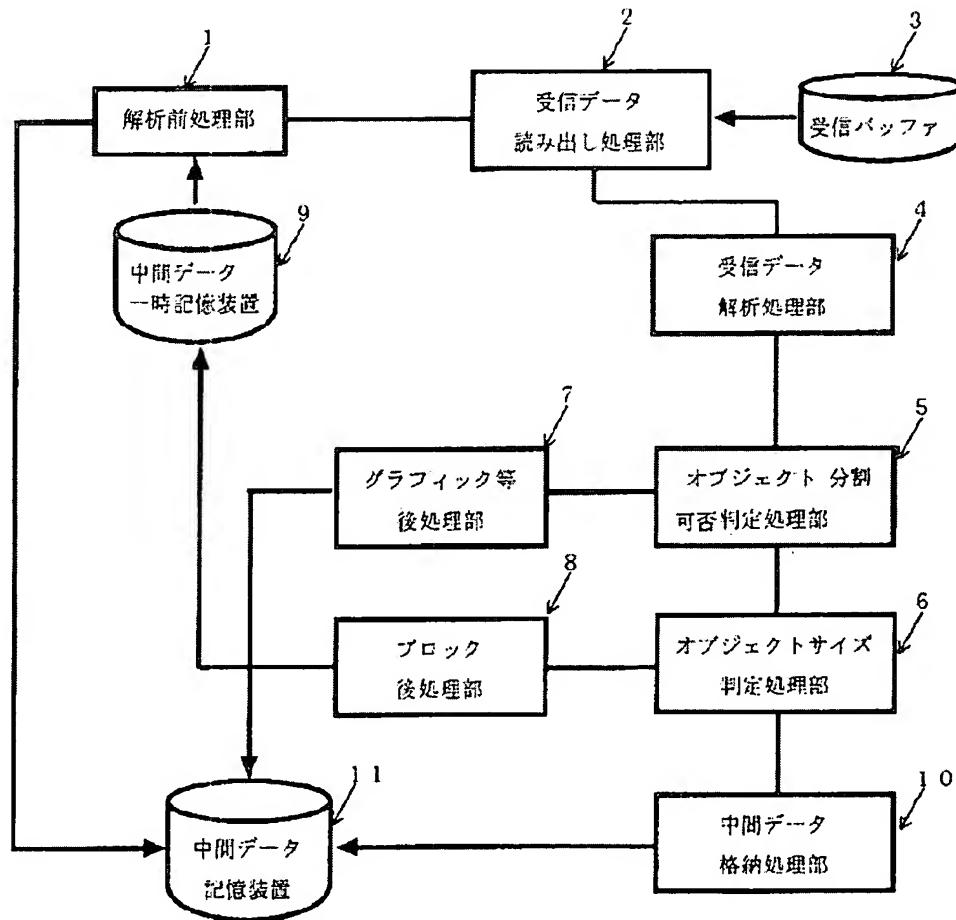 1
2
3
解析前処理部
受信データ
読み出し処理部
受信バッファ
9
4
中間データ
一時記憶装置
受信データ
解析処理部
7
5
グラフィック等
後処理部
オブジェクト 分割
可否判定処理部
8
6
ブロック
後処理部
オブジェクトサイズ
判定処理部
11
10
中間データ
記憶装置
中間データ
格納処理部